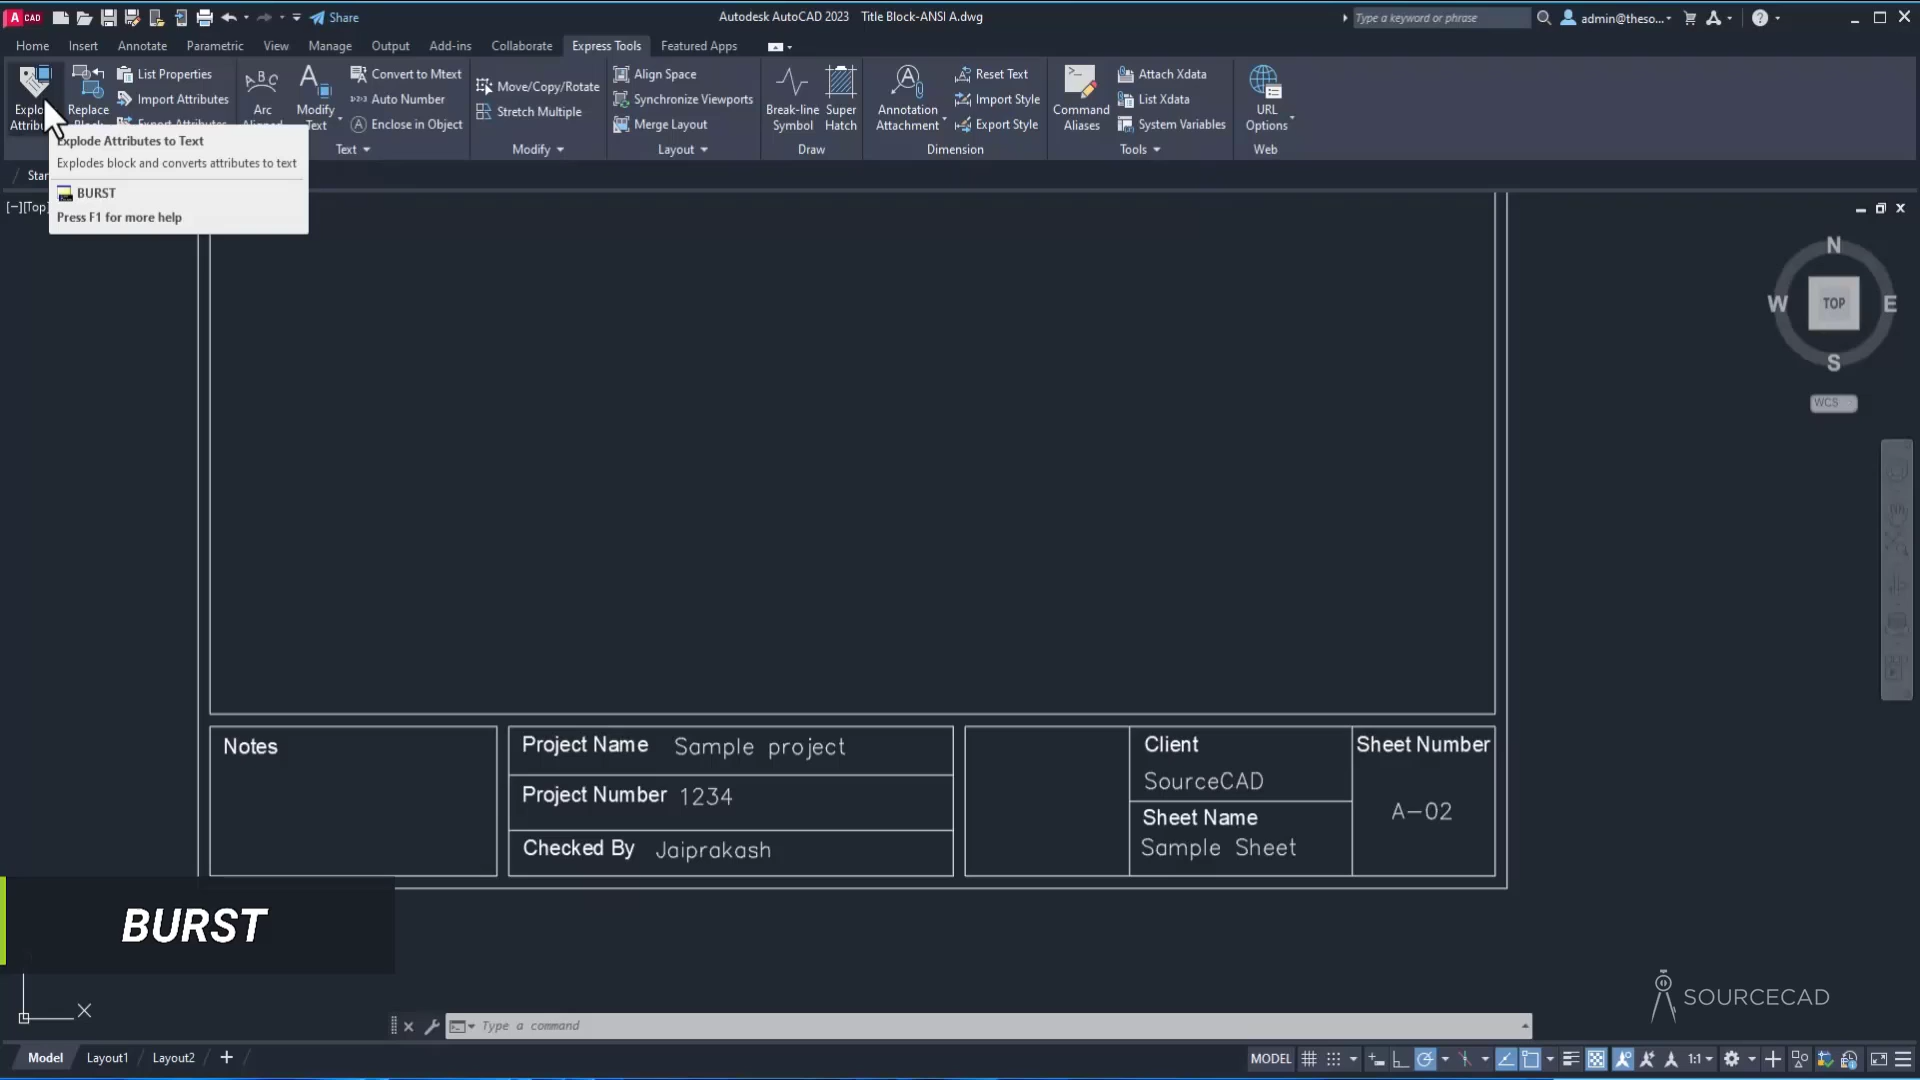 A CAD
Share
Autodesk AutoCAD 2023 Title Block-ANSI A.dwg
Type a keyword or phrase
admin@theso...
Home Insert Annotate Parametric View Manage Output Add-ins Collaborate Express Tools Featured Apps
List Properties
Import Attributes
Replace
Arc
Modify
Text
Convert to Mtext
Auto Number
Enclose in Object
Move/Copy/Rotate
Stretch Multiple
Align Space
Synchronize Viewports
Merge Layout
Break-line
Symbol
Super
Hatch
Annotation
Attachment
Reset Text
Import Style
Export Style
Command
Aliases
Attach Xdata
List Xdata
System Variables
URL
Options
Text Modify Layout Draw Dimension Tools Web
Explode Attributes to Text
Explodes block and converts attributes to text
BURST
Press F1 for more help
[−][Top]
N
W TOP E
S
WCS
Notes
Project Name Sample project
Project Number 1234
Checked By Jaiprakash
Client
SourceCAD
Sheet Name
Sample Sheet
Sheet Number
A-02
BURST
X
SOURCECAD
Type a command
Model Layout1 Layout2 +
MODEL 1:1